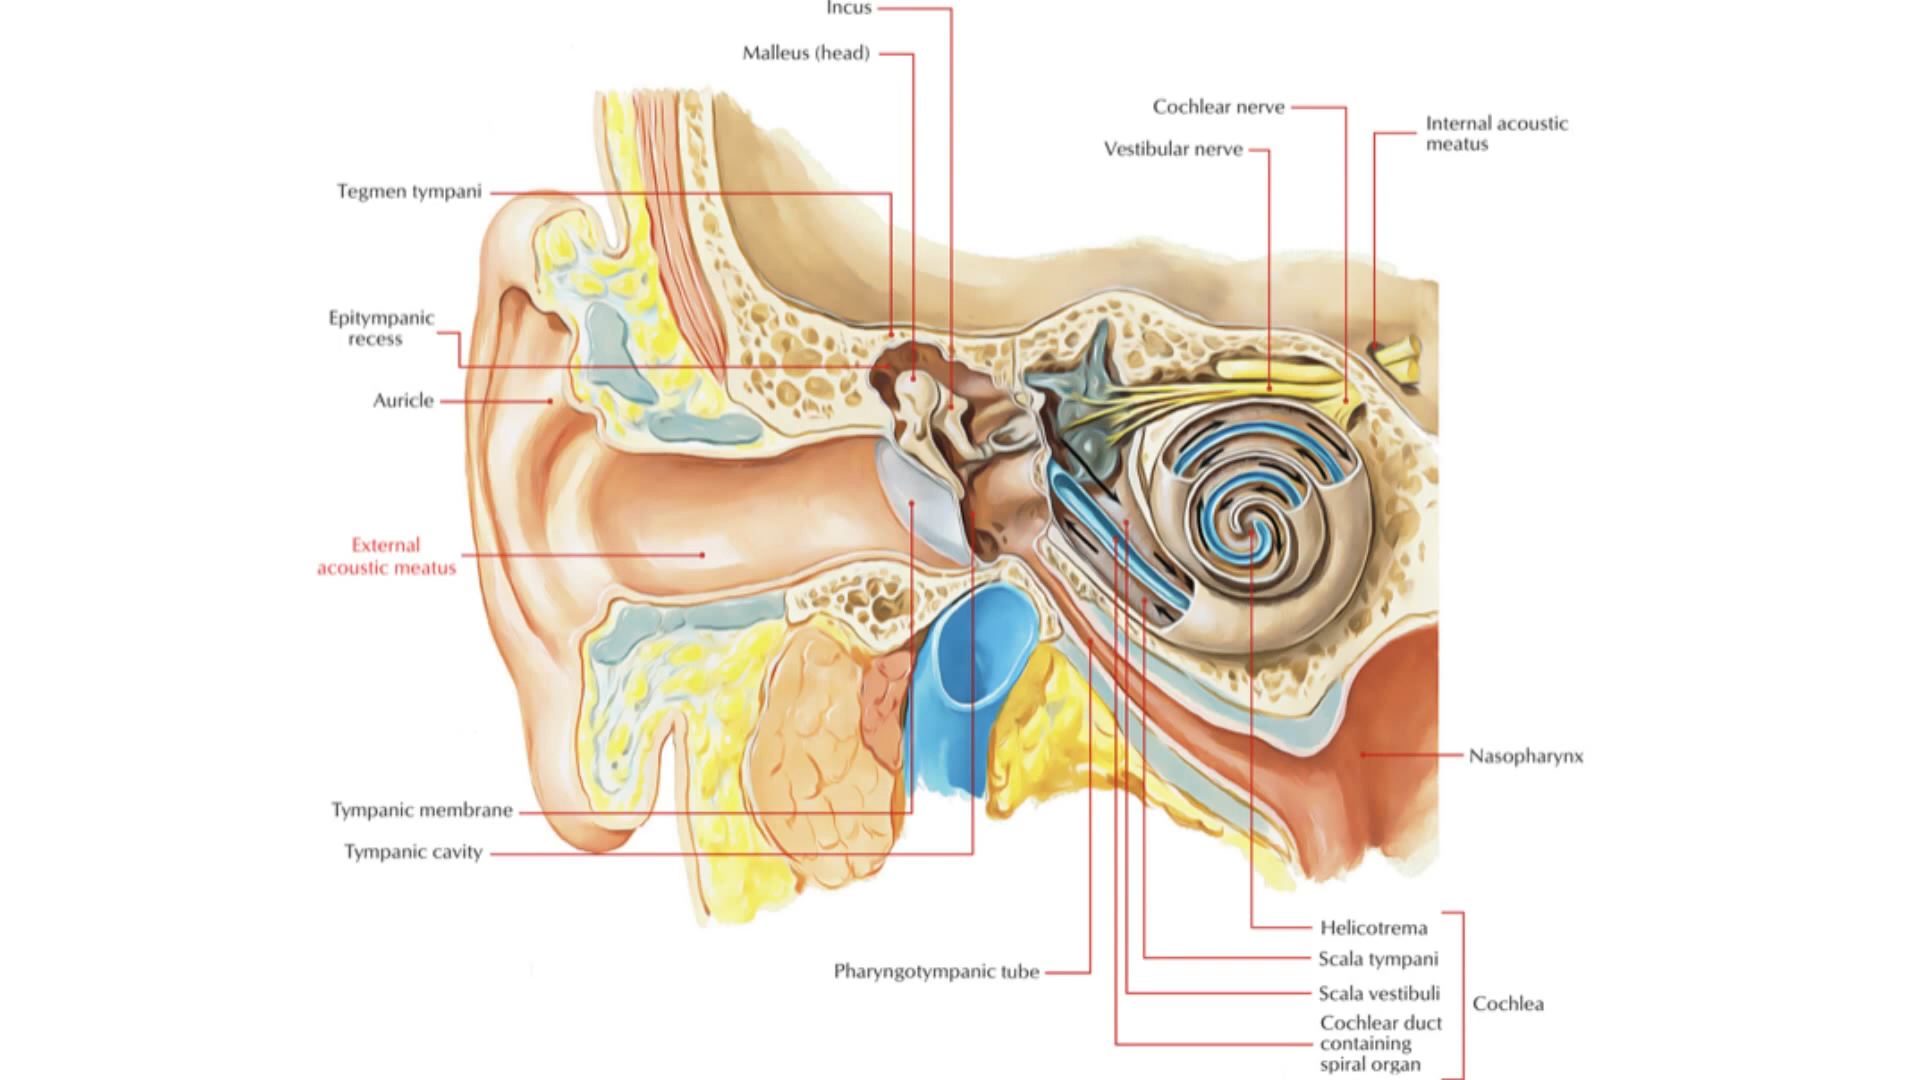 Incus
Malleus (head)
Cochlear nerve
Internal acoustic
meatus
Vestibular nerve
Tegmen tympani
Epitympanic
recess
Auricle
External
acoustic meatus
Nasopharynx
Tympanic membrane
Tympanic cavity
Helicotrema
Scala tympani
Pharyngotympanic tube
Scala vestibuli
Cochlea
Cochlear duct
containing
spiral organ